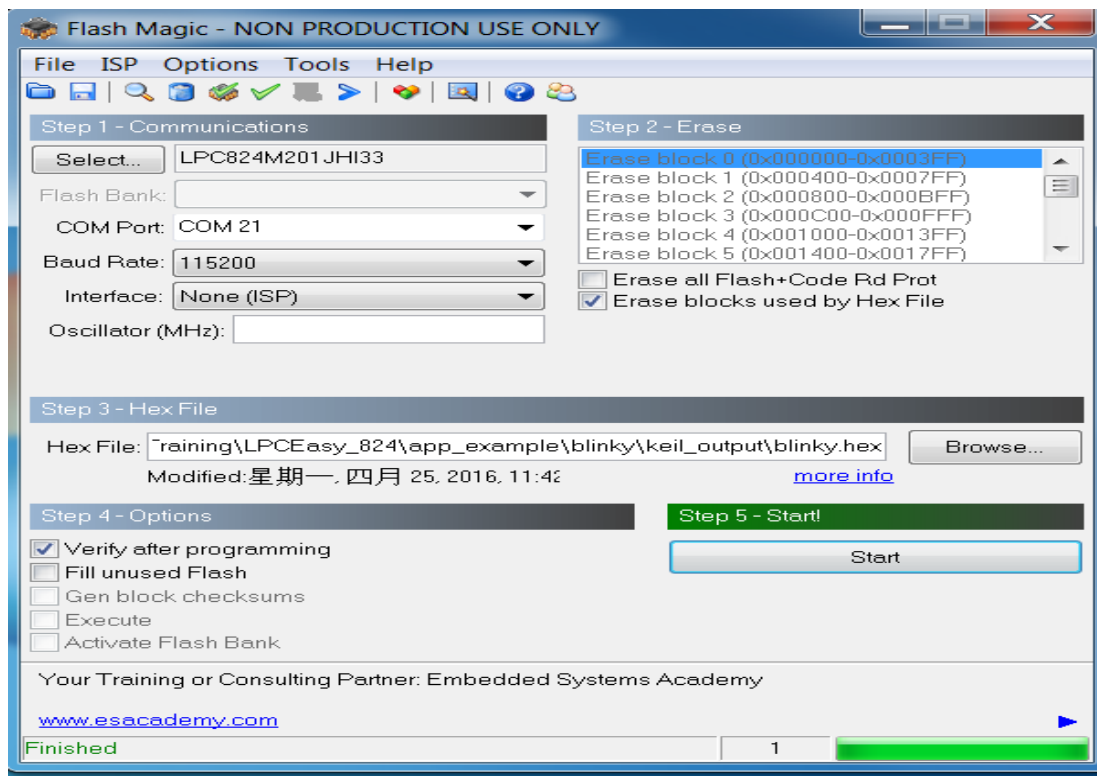 Flash Magic - NON PRODUCTION USE ONLY
File ISP Options Tools Help
Step 1 - Communications
Select... LPC824M201JHI33
Flash Bank:
COM Port: COM 21
Baud Rate: 115200
Interface: None (ISP)
Oscillator (MHz):
Step 2 - Erase
Erase block 0 (0x000000-0x0003FF)
Erase block 1 (0x000400-0x0007FF)
Erase block 2 (0x000800-0x000BFF)
Erase block 3 (0x000C00-0x000FFF)
Erase block 4 (0x001000-0x0013FF)
Erase block 5 (0x001400-0x0017FF)
Erase all Flash+Code Rd Prot
Erase blocks used by Hex File
Step 3 - Hex File
Hex File: raining\LPCEasy_824\app_example\blinky\keil_output\blinky.hex Browse...
Modified:星期一, 四月 25, 2016, 11:42 more info
Step 4 - Options
Verify after programming
Fill unused Flash
Gen block checksums
Execute
Activate Flash Bank
Step 5 - Start!
Start
Your Training or Consulting Partner: Embedded Systems Academy
www.esacademy.com
Finished 1